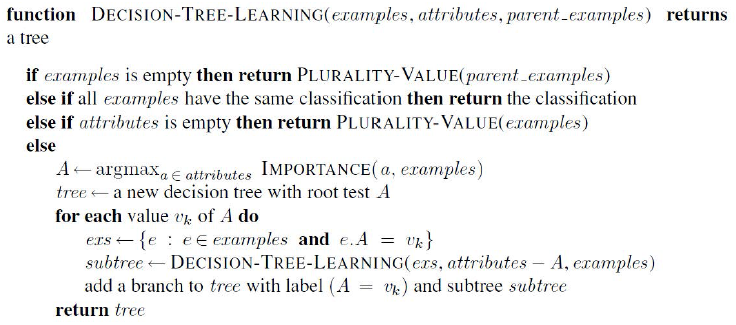 function DECISION-TREE-LEARNING(examples, attributes, parent_examples) returns
a tree
if examples is empty then return PLURALITY-VALUE(parent_examples)
else if all examples have the same classification then return the classification
else if attributes is empty then return PLURALITY-VALUE(examples)
else
A ← argmaxₐ ∈ attributes IMPORTANCE(a, examples)
tree ← a new decision tree with root test A
for each value vₖ of A do
exs ← {e : e ∈ examples and e.A = vₖ}
subtree ← DECISION-TREE-LEARNING(exs, attributes − A, examples)
add a branch to tree with label (A = vₖ) and subtree subtree
return tree